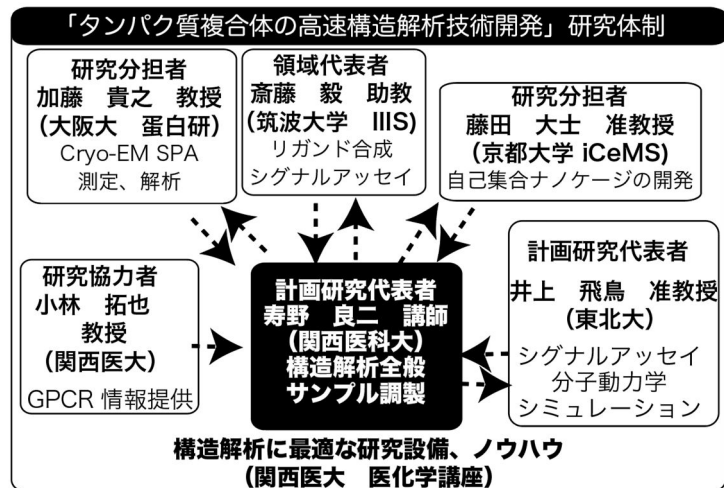 「タンパク質複合体の高速構造解析技術開発」研究体制
研究分担者
加藤 貴之 教授
(大阪大 蛋白研)
Cryo-EM SPA
測定、解析
領域代表者
斎藤 毅 助教
(筑波大学 IIIS)
リガンド合成
シグナルアッセイ
研究分担者
藤田 大士 准教授
(京都大学 iCeMS)
自己集合ナノケージの開発
研究協力者
小林 拓也
教授
(関西医大)
GPCR 情報提供
計画研究代表者
寿野 良二 講師
(関西医科大)
構造解析全般
サンプル調製
計画研究代表者
井上 飛鳥 准教授
(東北大)
シグナルアッセイ
分子動力学
シミュレーション
構造解析に最適な研究設備、ノウハウ
(関西医大 医化学講座)